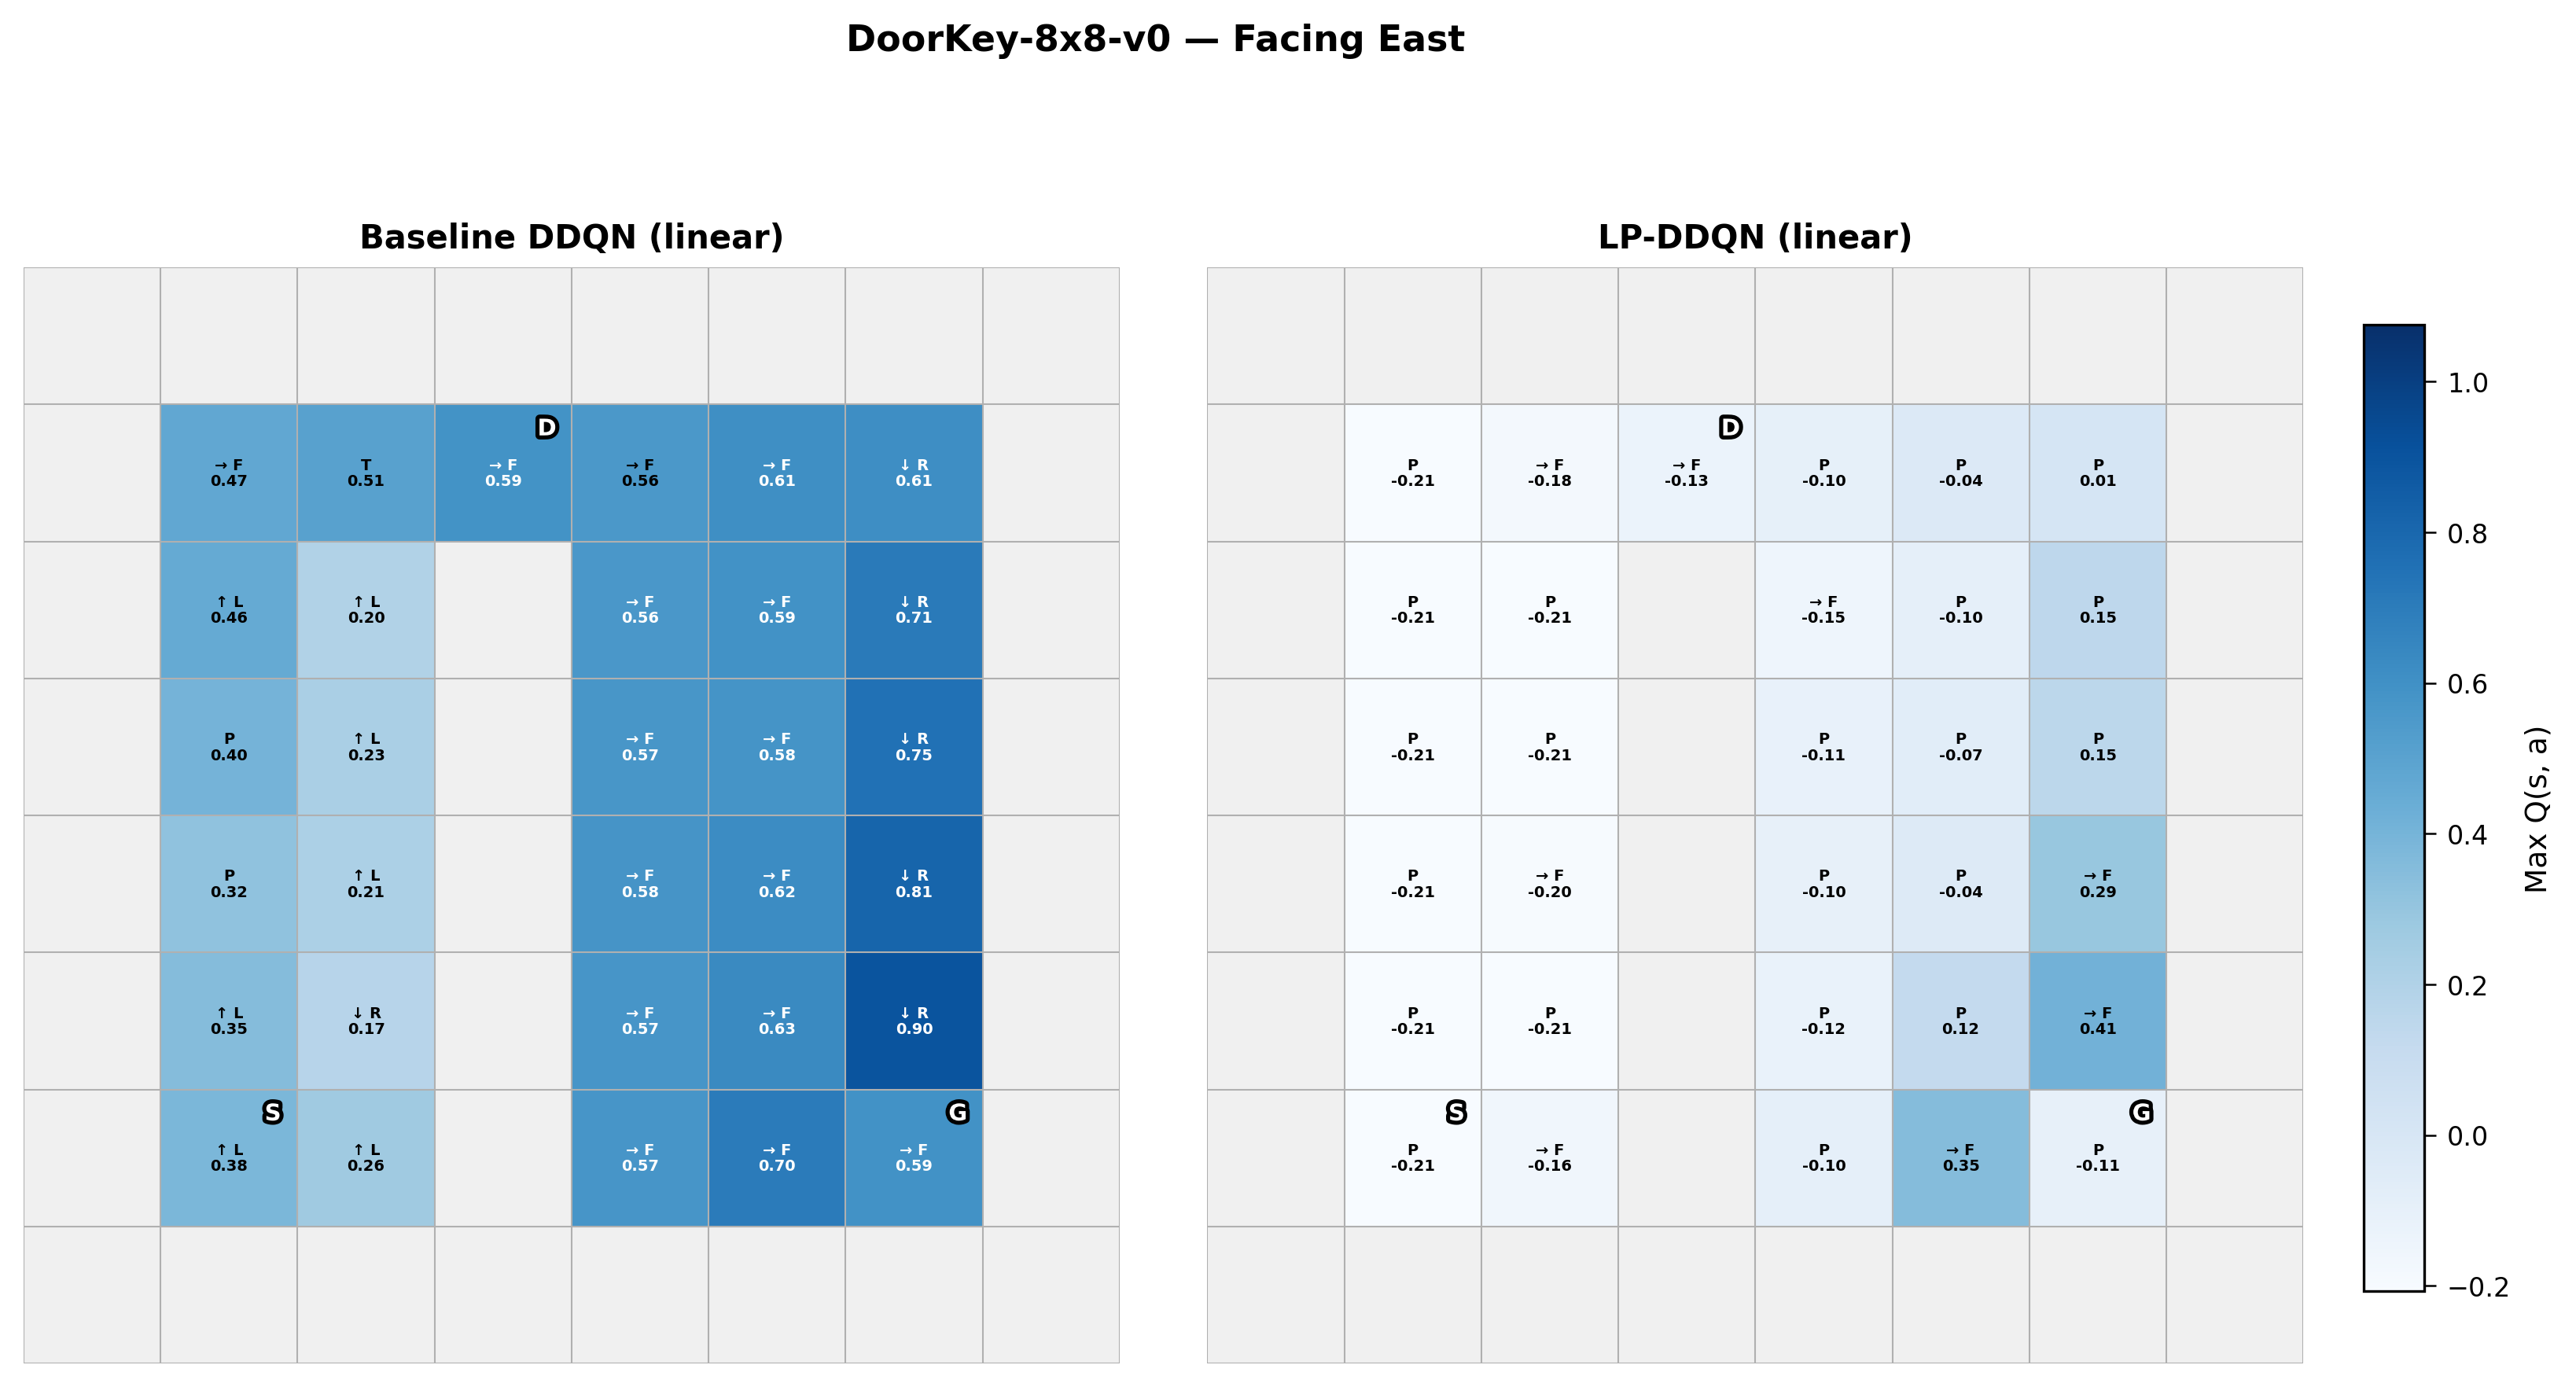 DoorKey-8x8-v0 — Facing East
Baseline DDQN (linear)
D
→ F
0.47
T
0.51
→ F
0.59
→ F
0.56
→ F
0.61
↓ R
0.61
↑ L
0.46
↑ L
0.20
→ F
0.56
→ F
0.59
↓ R
0.71
P
0.40
↑ L
0.23
→ F
0.57
→ F
0.58
↓ R
0.75
P
0.32
↑ L
0.21
→ F
0.58
→ F
0.62
↓ R
0.81
↑ L
0.35
↓ R
0.17
→ F
0.57
→ F
0.63
↓ R
0.90
S
G
↑ L
0.38
↑ L
0.26
→ F
0.57
→ F
0.70
→ F
0.59
LP-DDQN (linear)
D
P
-0.21
→ F
-0.18
→ F
-0.13
P
-0.10
P
-0.04
P
0.01
P
-0.21
P
-0.21
→ F
-0.15
P
-0.10
P
0.15
P
-0.21
P
-0.21
P
-0.11
P
-0.07
P
0.15
P
-0.21
→ F
-0.20
P
-0.10
P
-0.04
→ F
0.29
P
-0.21
P
-0.21
P
-0.12
P
0.12
→ F
0.41
S
G
P
-0.21
→ F
-0.16
P
-0.10
→ F
0.35
P
-0.11
1.0
0.8
0.6
0.4
0.2
0.0
−0.2
Max Q(s, a)